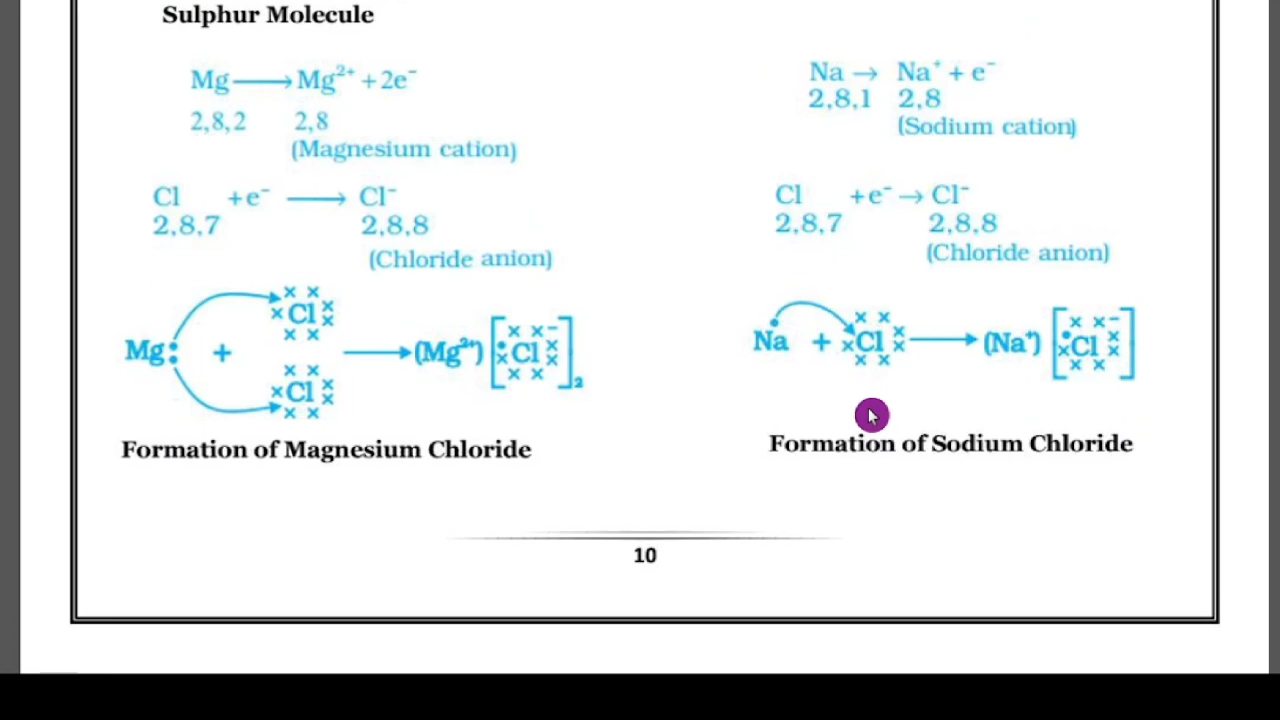 Sulphur Molecule
Mg ⟶ Mg²⁺ + 2e⁻
2,8,2 2,8
(Magnesium cation)
Cl +e⁻ ⟶ Cl⁻
2,8,7 2,8,8
(Chloride anion)
Mg: + ×Cl ×Cl ⟶ (Mg²⁺) [×Cl]⁻₂
Formation of Magnesium Chloride
Na → Na⁺ + e⁻
2,8,1 2,8
(Sodium cation)
Cl +e⁻ → Cl⁻
2,8,7 2,8,8
(Chloride anion)
Na + ×Cl ⟶ (Na⁺) [×Cl]⁻
Formation of Sodium Chloride
10